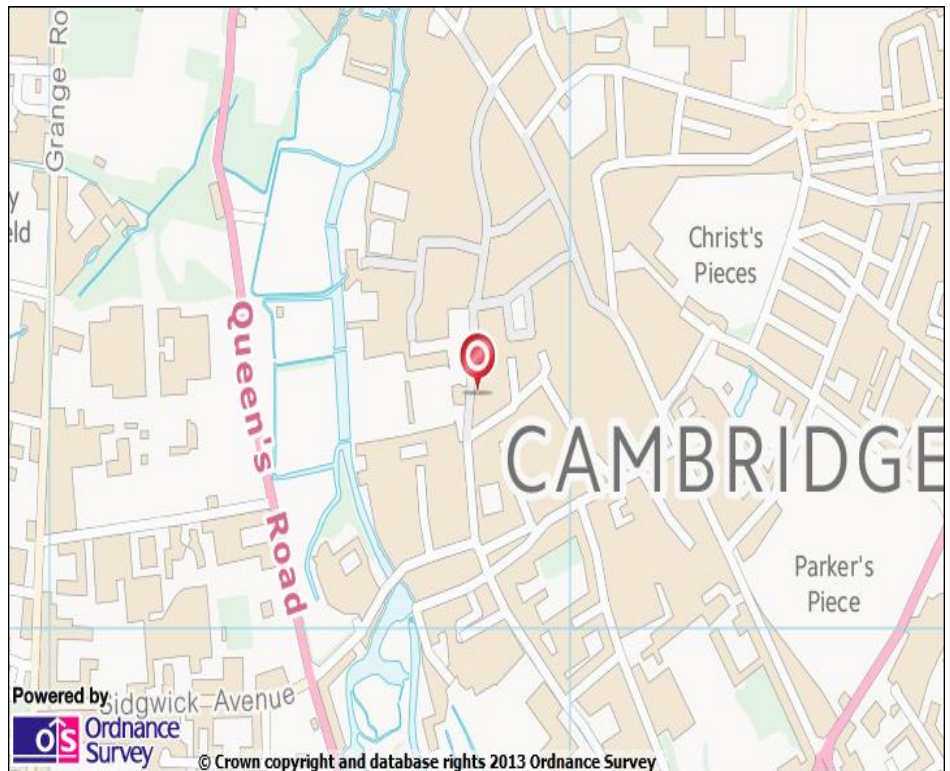 Grange Ro
y
eld
Christ's
Pieces
Queen's Road
CAMBRIDGE
Parker's
Piece
Sidgwick Avenue
Powered by
OS Ordnance
Survey
© Crown copyright and database rights 2013 Ordnance Survey